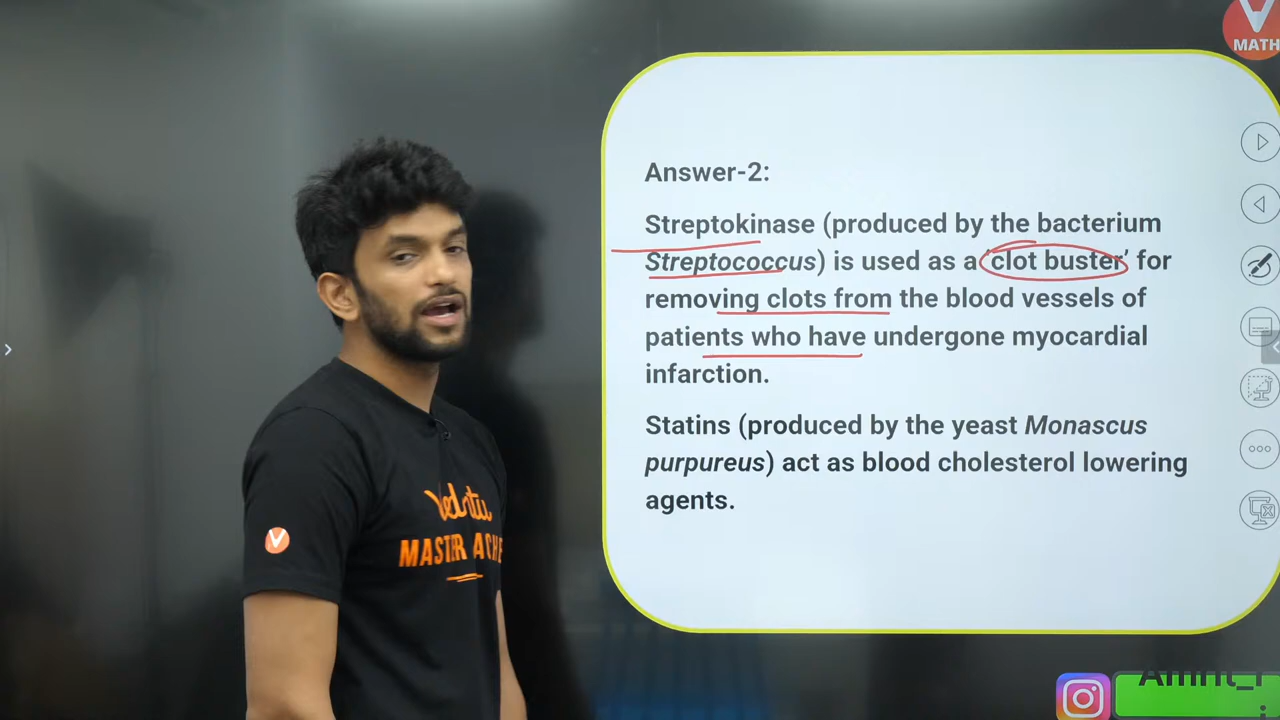 V
MATH
Answer-2:
Streptokinase (produced by the bacterium
Streptococcus) is used as a 'clot buster' for
removing clots from the blood vessels of
patients who have undergone myocardial
infarction.
Statins (produced by the yeast Monascus
purpureus) act as blood cholesterol lowering
agents.
Vedantu
V